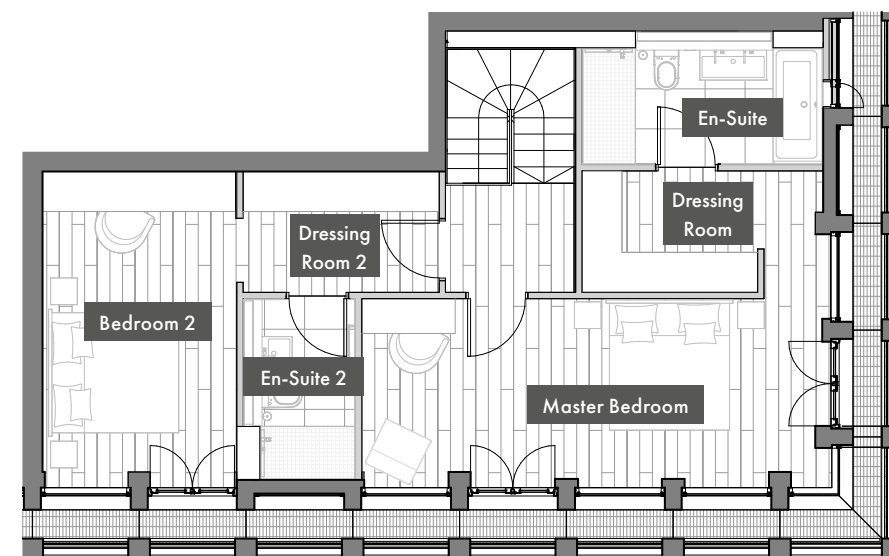 En-Suite
Dressing
Room
Dressing
Room 2
Bedroom 2
En-Suite 2
Master Bedroom